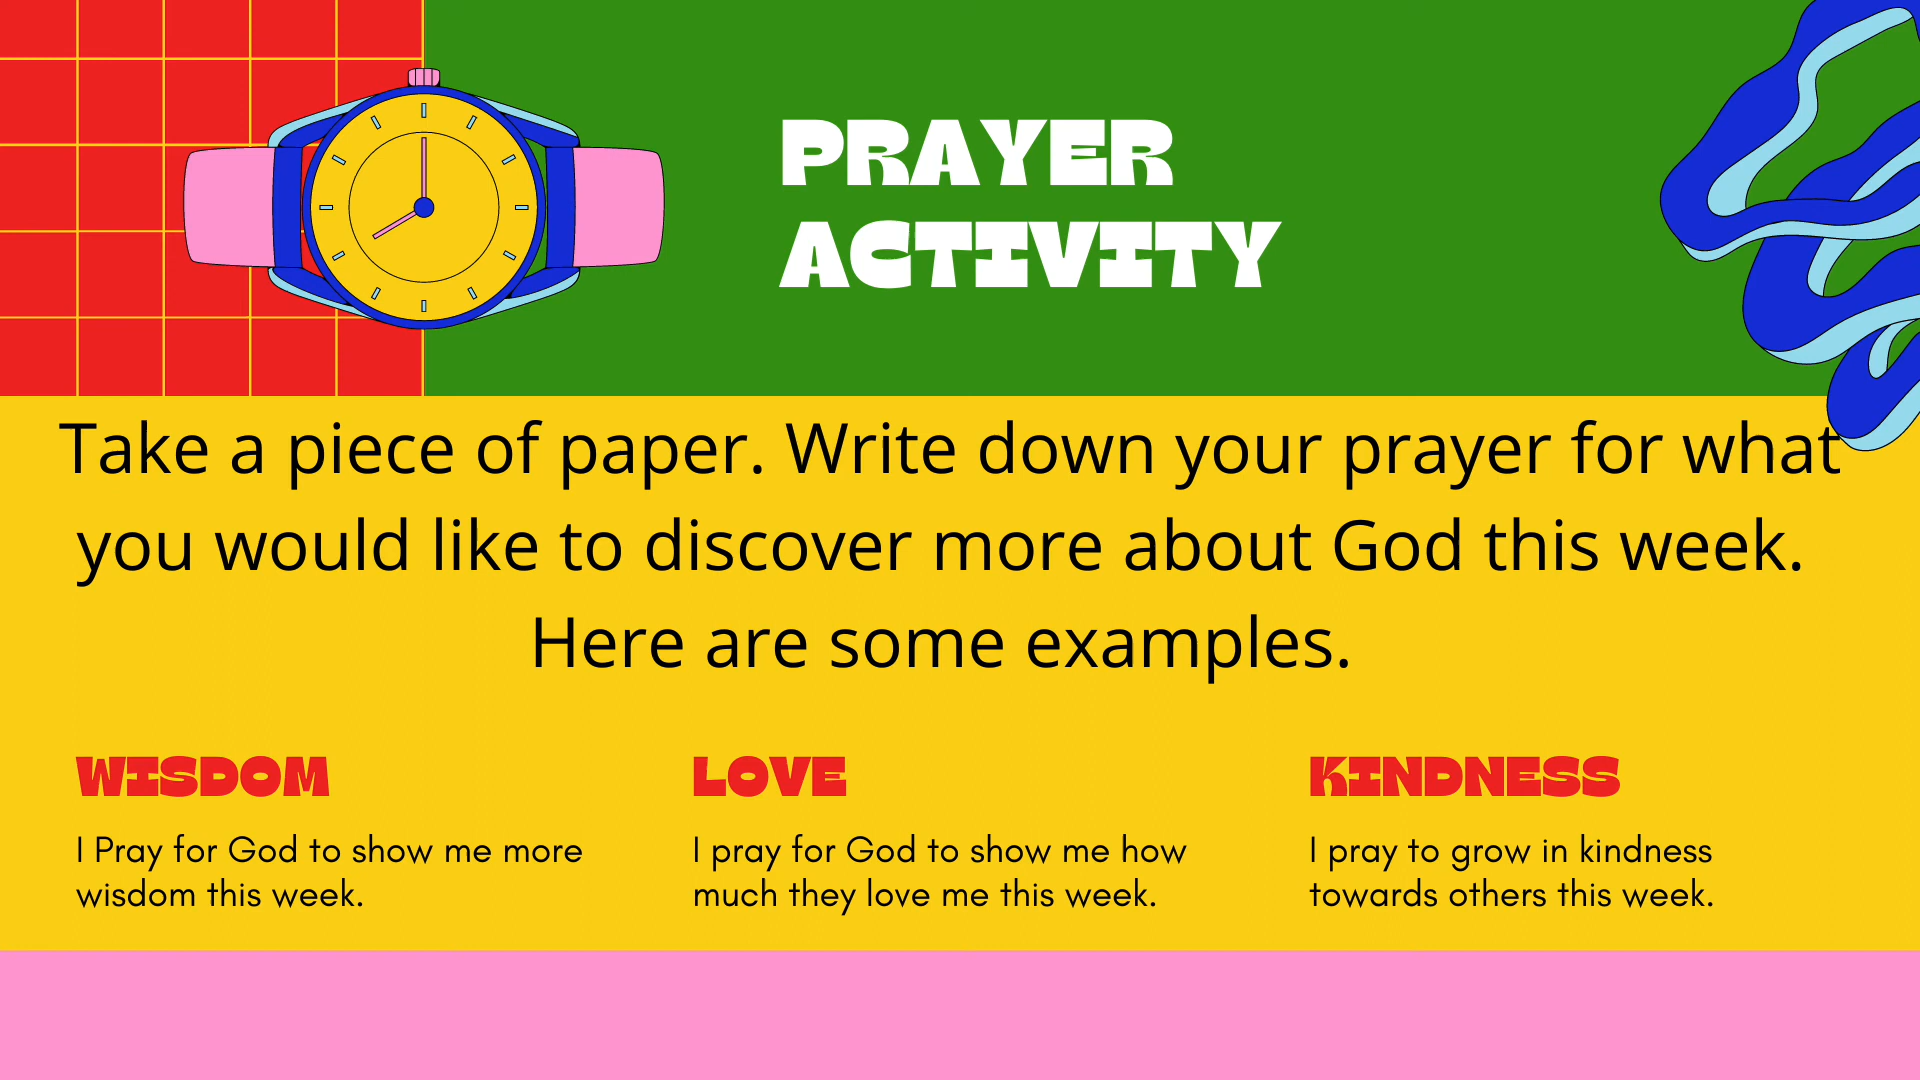 PRAYER
ACTIVITY
Take a piece of paper. Write down your prayer for what
you would like to discover more about God this week.
Here are some examples.
WISDOM
I Pray for God to show me more
wisdom this week.
LOVE
I pray for God to show me how
much they love me this week.
KINDNESS
I pray to grow in kindness
towards others this week.